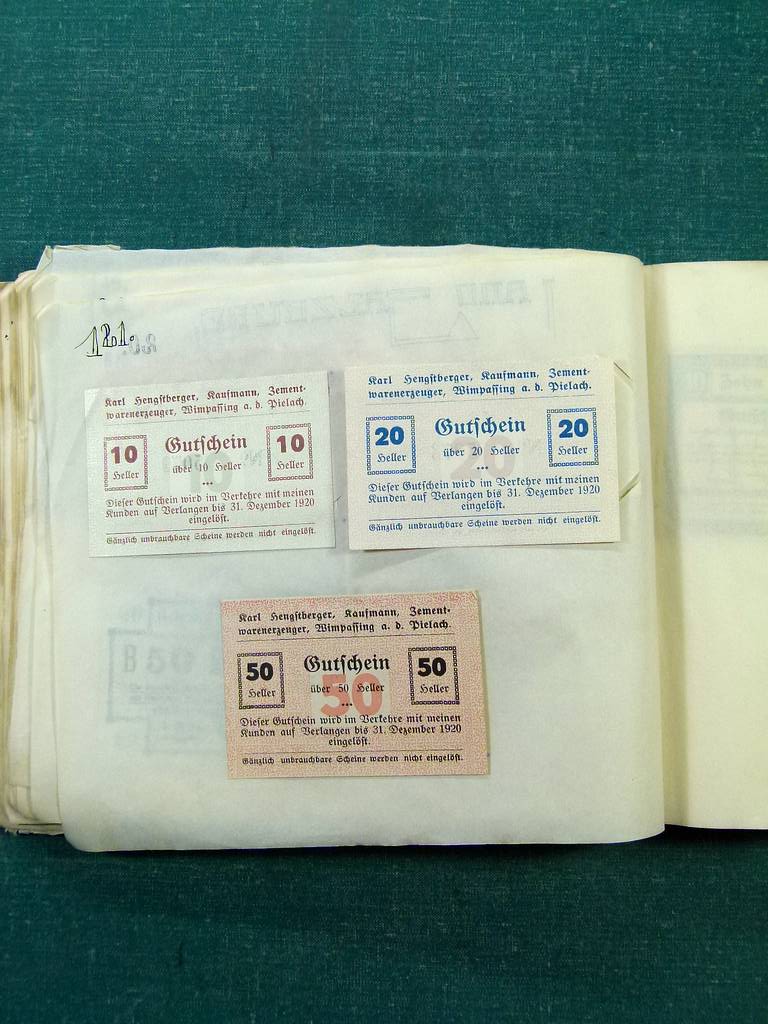 181.
Karl Hengstberger, Kaufmann, Zement-
warenerzeuger, Wimpassing a. d. Pielach.
10
Heller
Gutschein
über 10 Heller
10
Heller
Dieser Gutschein wird im Verkehre mit meinen
Kunden auf Verlangen bis 31. Dezember 1920
eingelöst.
Gänzlich unbrauchbare Scheine werden nicht eingelöst.
Karl Hengstberger, Kaufmann, Zement-
warenerzeuger, Wimpassing a. d. Pielach.
20
Heller
Gutschein
über 20 Heller
20
Heller
Dieser Gutschein wird im Verkehre mit meinen
Kunden auf Verlangen bis 31. Dezember 1920
eingelöst.
Gänzlich unbrauchbare Scheine werden nicht eingelöst.
Karl Hengstberger, Kaufmann, Zement-
warenerzeuger, Wimpassing a. d. Pielach.
50
Heller
Gutschein
über 50 Heller
50
50
Heller
Dieser Gutschein wird im Verkehre mit meinen
Kunden auf Verlangen bis 31. Dezember 1920
eingelöst.
Gänzlich unbrauchbare Scheine werden nicht eingelöst.